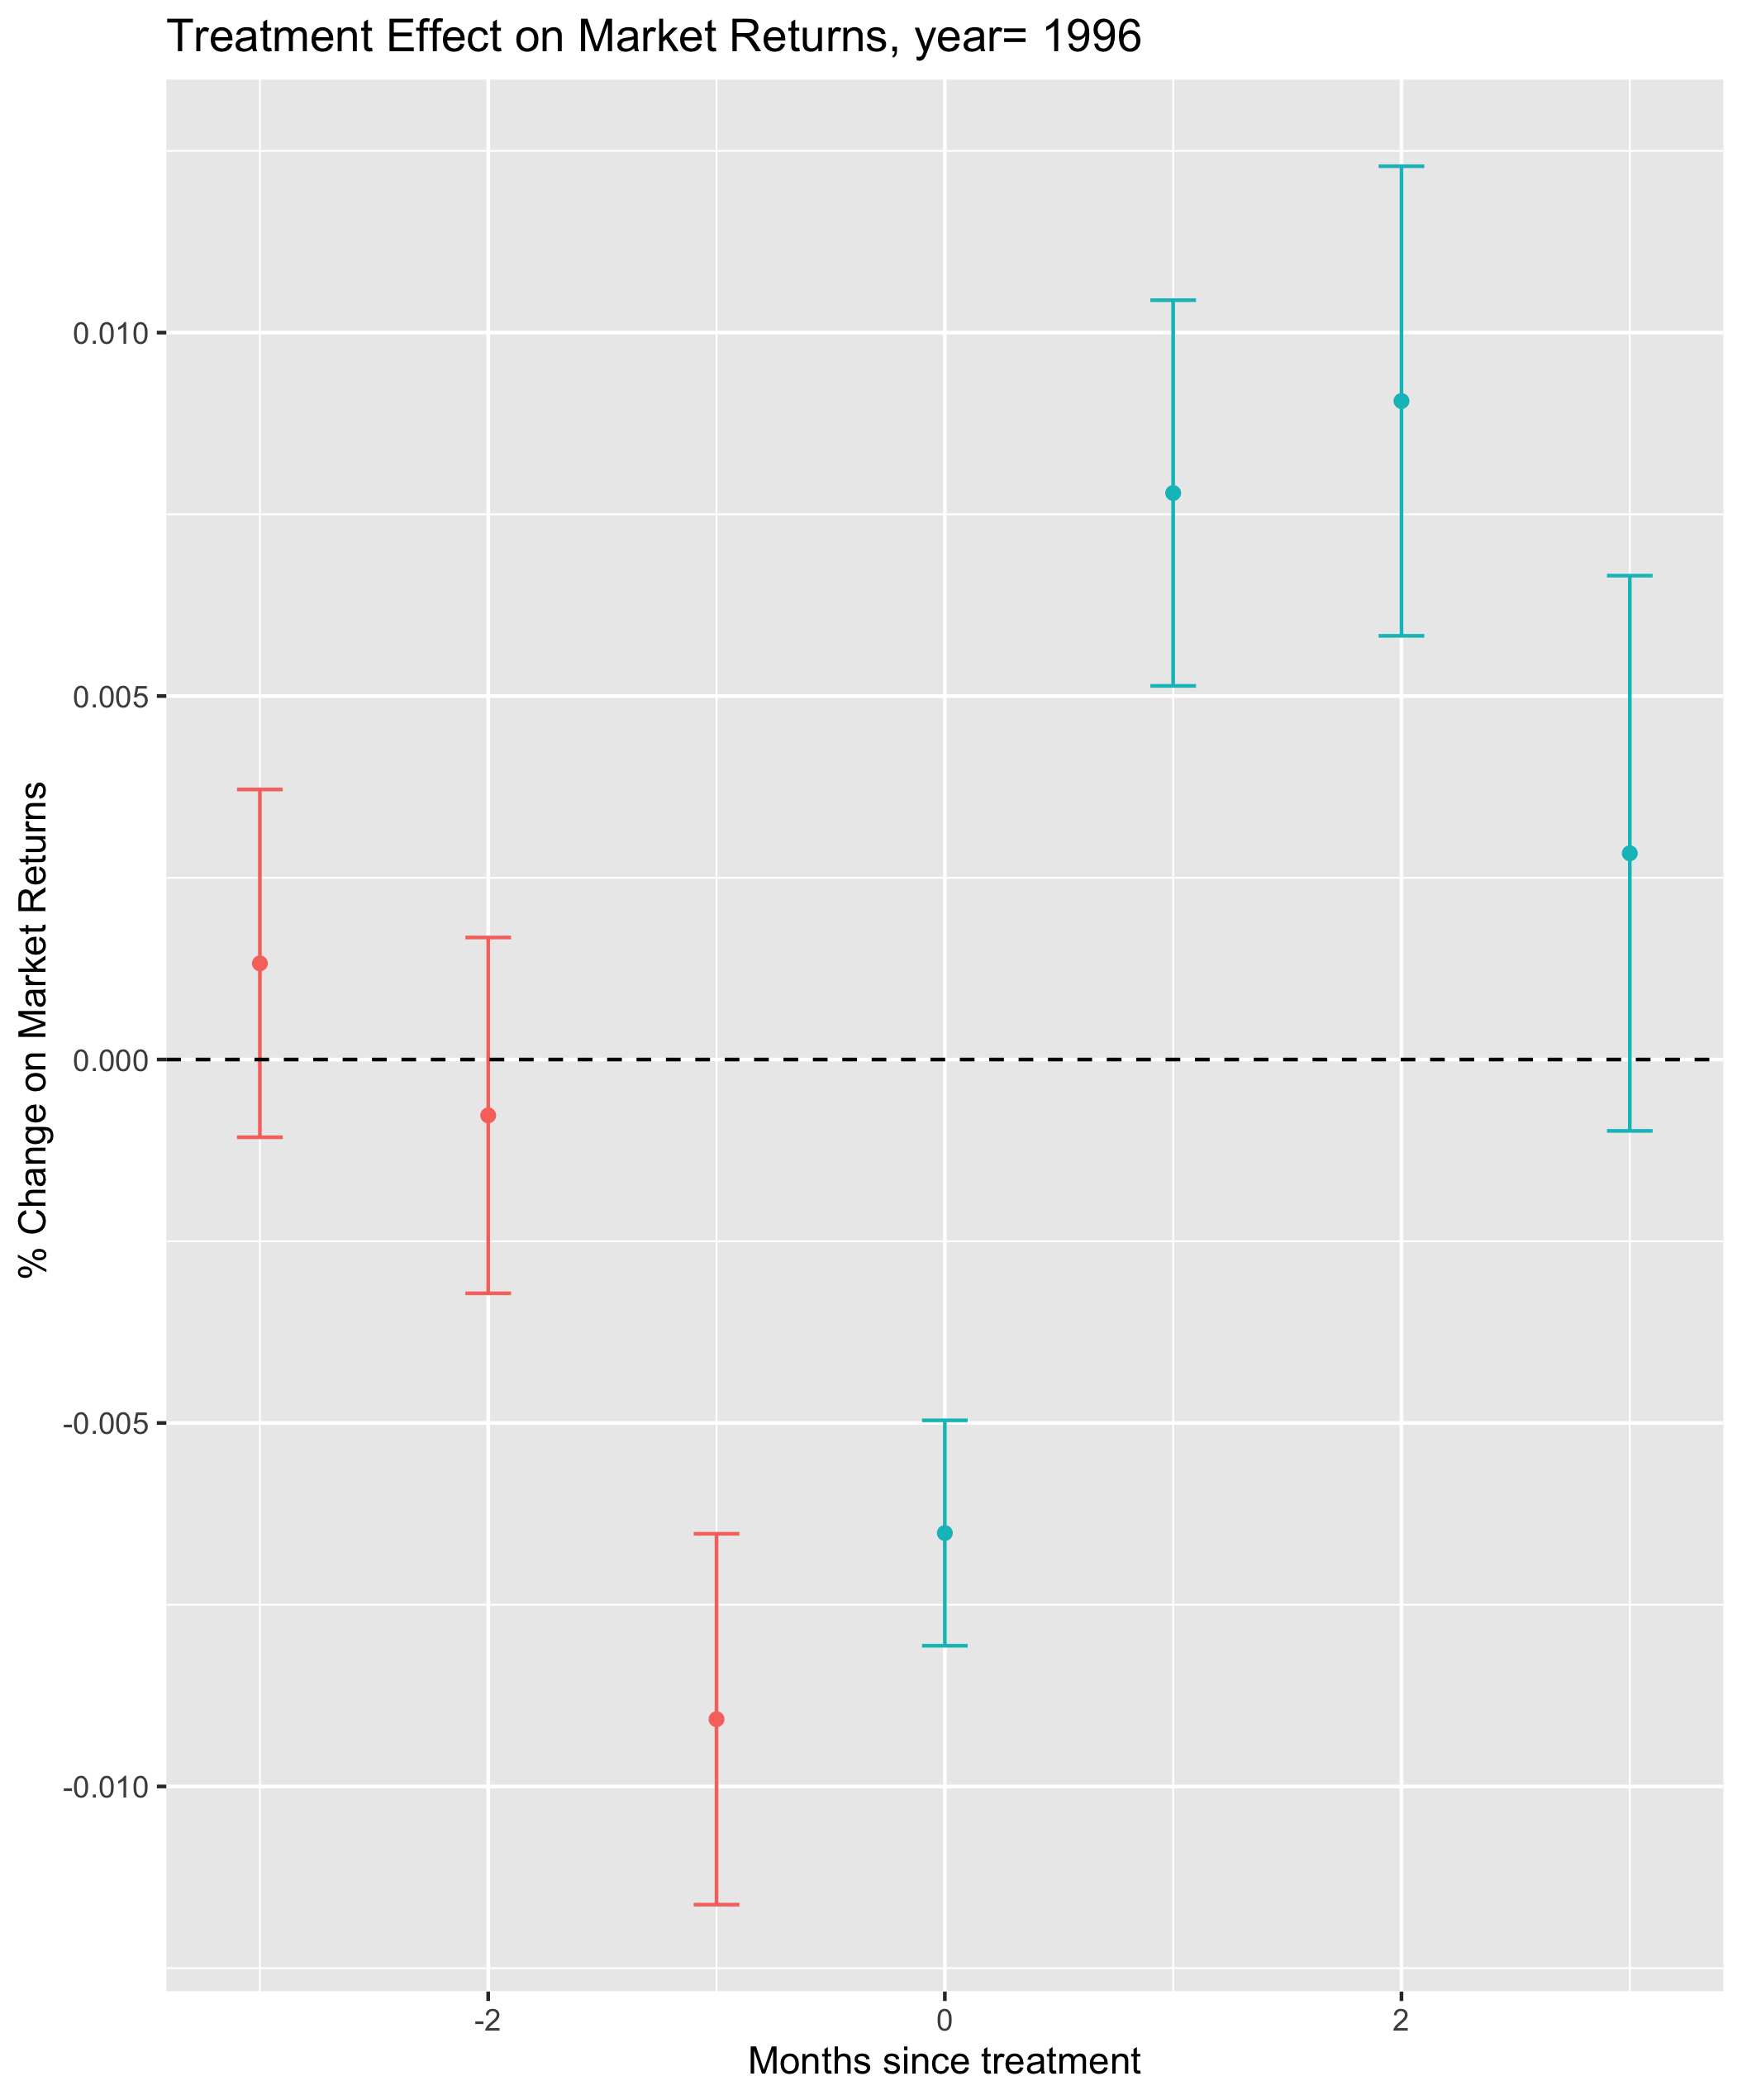 Treatment Effect on Market Returns, year= 1996
% Change on Market Returns
0.010
0.005
0.000
-0.005
-0.010
-2 0 2
Months since treatment